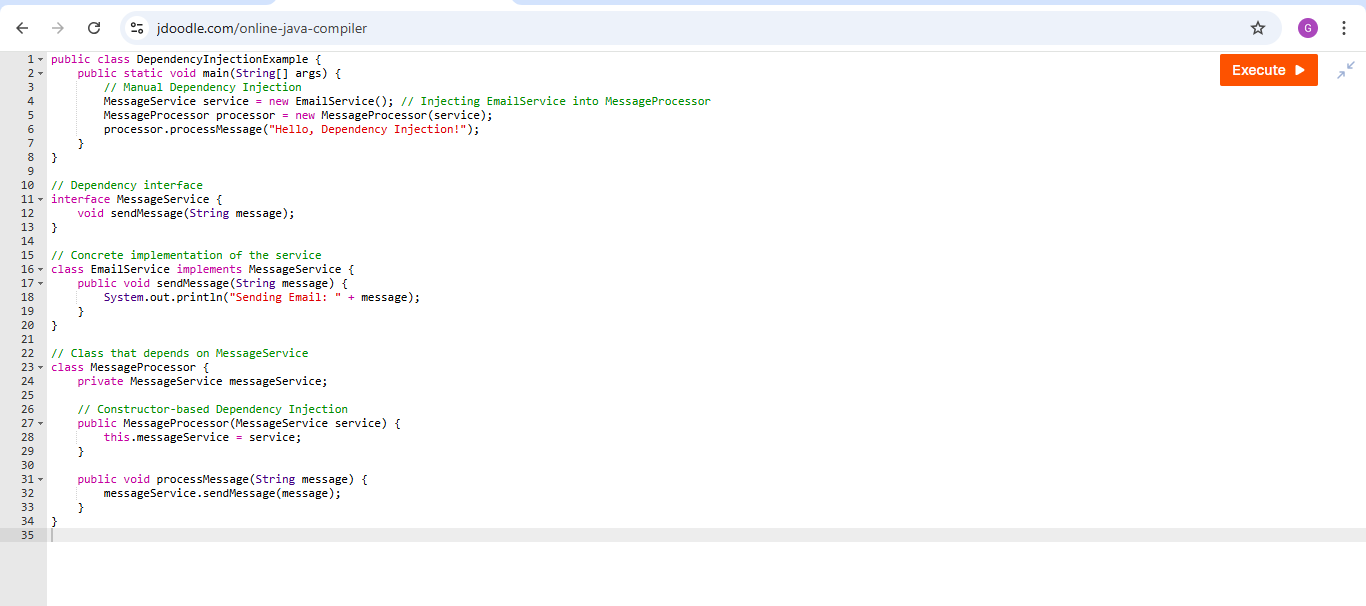 jdoodle.com/online-java-compiler
G
Execute
1 public class DependencyInjectionExample {
2     public static void main(String[] args) {
3         // Manual Dependency Injection
4         MessageService service = new EmailService(); // Injecting EmailService into MessageProcessor
5         MessageProcessor processor = new MessageProcessor(service);
6         processor.processMessage("Hello, Dependency Injection!");
7     }
8 }
9
10 // Dependency interface
11 interface MessageService {
12     void sendMessage(String message);
13 }
14
15 // Concrete implementation of the service
16 class EmailService implements MessageService {
17     public void sendMessage(String message) {
18         System.out.println("Sending Email: " + message);
19     }
20 }
21
22 // Class that depends on MessageService
23 class MessageProcessor {
24     private MessageService messageService;
25
26     // Constructor-based Dependency Injection
27     public MessageProcessor(MessageService service) {
28         this.messageService = service;
29     }
30
31     public void processMessage(String message) {
32         messageService.sendMessage(message);
33     }
34 }
35